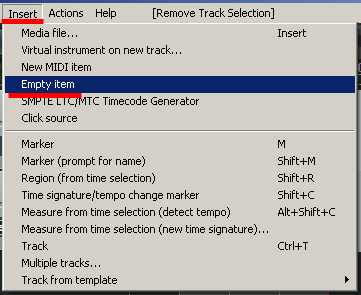 Insert Actions Help [Remove Track Selection]
Media file... Insert
Virtual instrument on new track...
New MIDI item
Empty item
SMPTE LTC/MTC Timecode Generator
Click source
Marker M
Marker (prompt for name) Shift+M
Region (from time selection) Shift+R
Time signature/tempo change marker Shift+C
Measure from time selection (detect tempo) Alt+Shift+C
Measure from time selection (new time signature)...
Track Ctrl+T
Multiple tracks...
Track from template